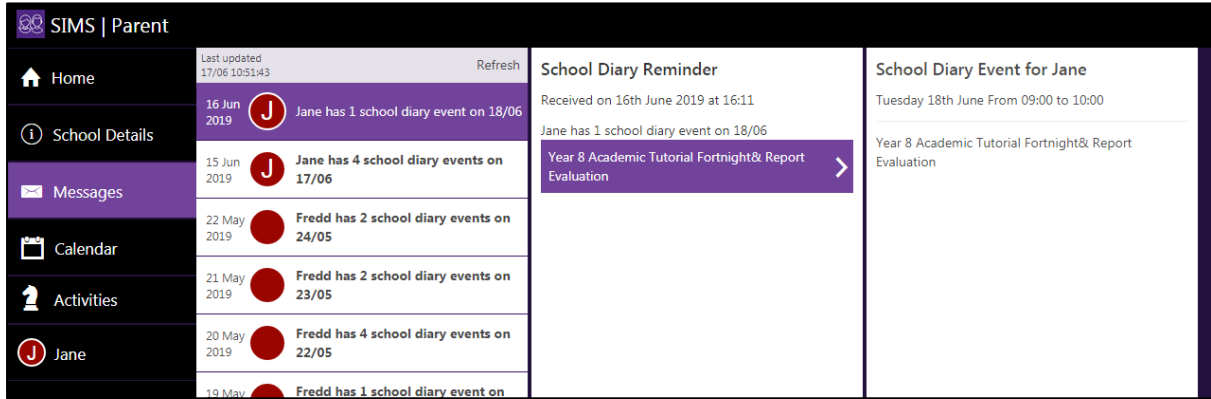 SIMS | Parent
Home
School Details
Messages
Calendar
Activities
J Jane
Last updated
17/06 10:51:43
Refresh
16 Jun
2019
J
Jane has 1 school diary event on 18/06
15 Jun
2019
J
Jane has 4 school diary events on
17/06
22 May
2019
Fredd has 2 school diary events on
24/05
21 May
2019
Fredd has 2 school diary events on
23/05
20 May
2019
Fredd has 4 school diary events on
22/05
19 May
Fredd has 1 school diary event on
School Diary Reminder
Received on 16th June 2019 at 16:11
Jane has 1 school diary event on 18/06
Year 8 Academic Tutorial Fortnight& Report
Evaluation
School Diary Event for Jane
Tuesday 18th June From 09:00 to 10:00
Year 8 Academic Tutorial Fortnight& Report
Evaluation